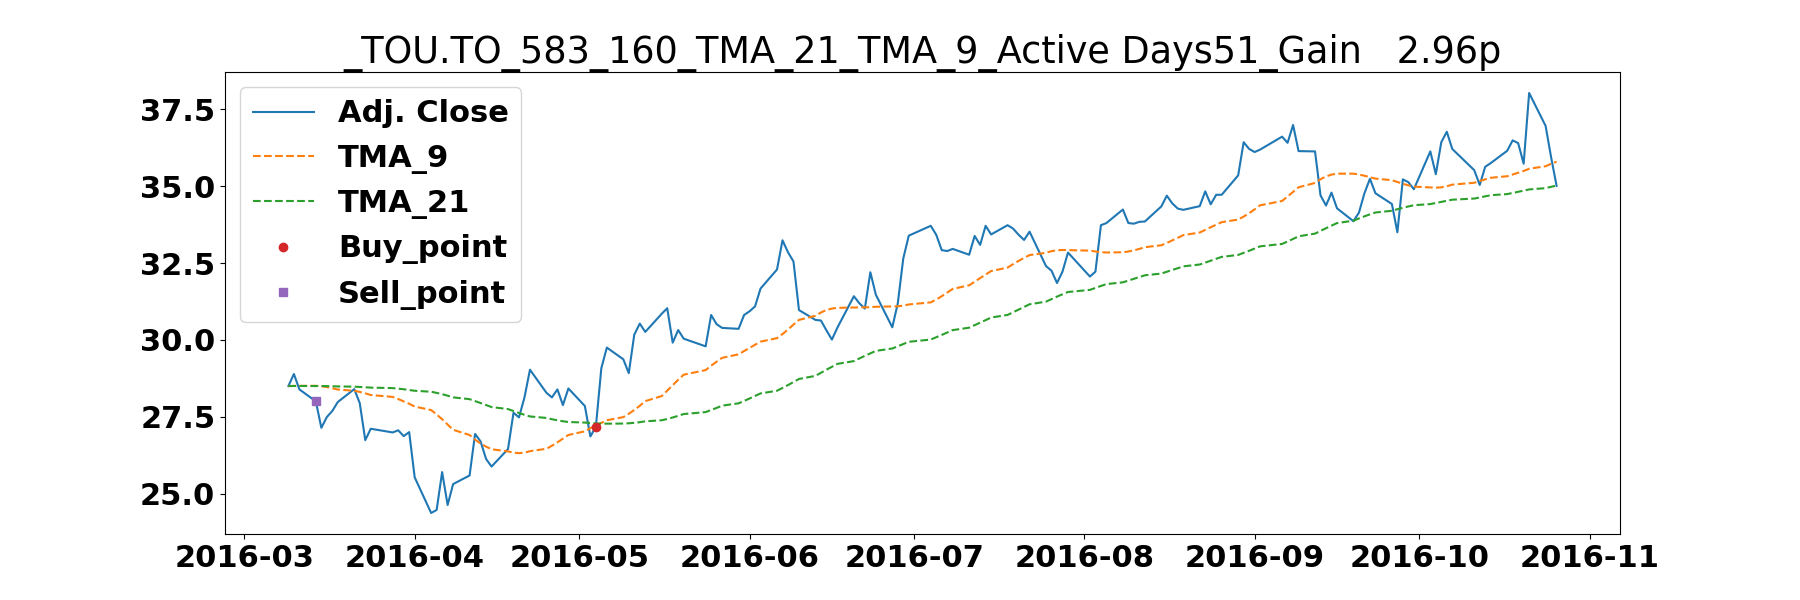 _TOU.TO_583_160_TMA_21_TMA_9_Active Days51_Gain   2.96p
Adj. Close
TMA_9
TMA_21
Buy_point
Sell_point
37.5
35.0
32.5
30.0
27.5
25.0
2016-03 2016-04 2016-05 2016-06 2016-07 2016-08 2016-09 2016-10 2016-11